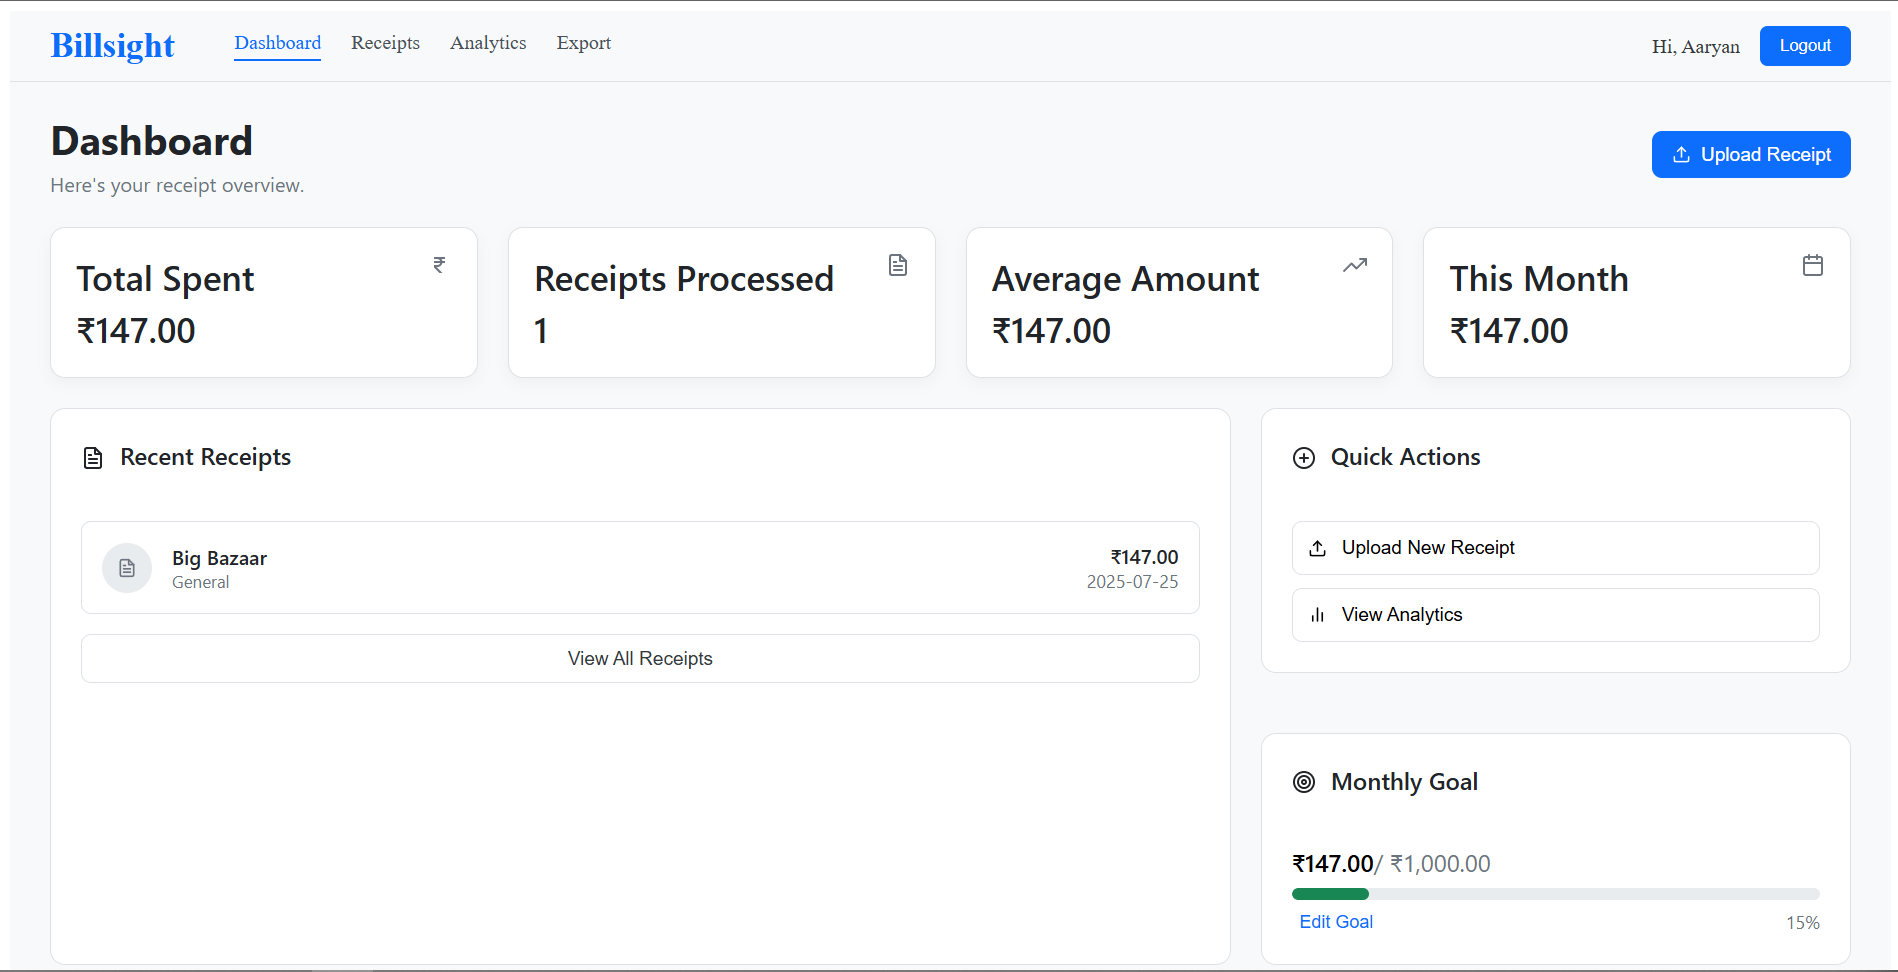 Billsight
Dashboard
Receipts
Analytics
Export
Hi, Aaryan
Logout
Dashboard
Here's your receipt overview.
Upload Receipt
Total Spent
₹
₹147.00
Receipts Processed
1
Average Amount
₹147.00
This Month
₹147.00
Recent Receipts
Big Bazaar
General
₹147.00
2025-07-25
View All Receipts
Quick Actions
Upload New Receipt
View Analytics
Monthly Goal
₹147.00/ ₹1,000.00
Edit Goal
15%